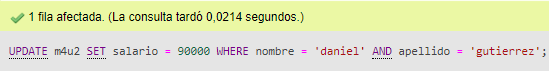 1 fila afectada. (La consulta tardó 0,0214 segundos.)
UPDATE m4u2 SET salario = 90000 WHERE nombre = 'daniel' AND apellido = 'gutierrez';